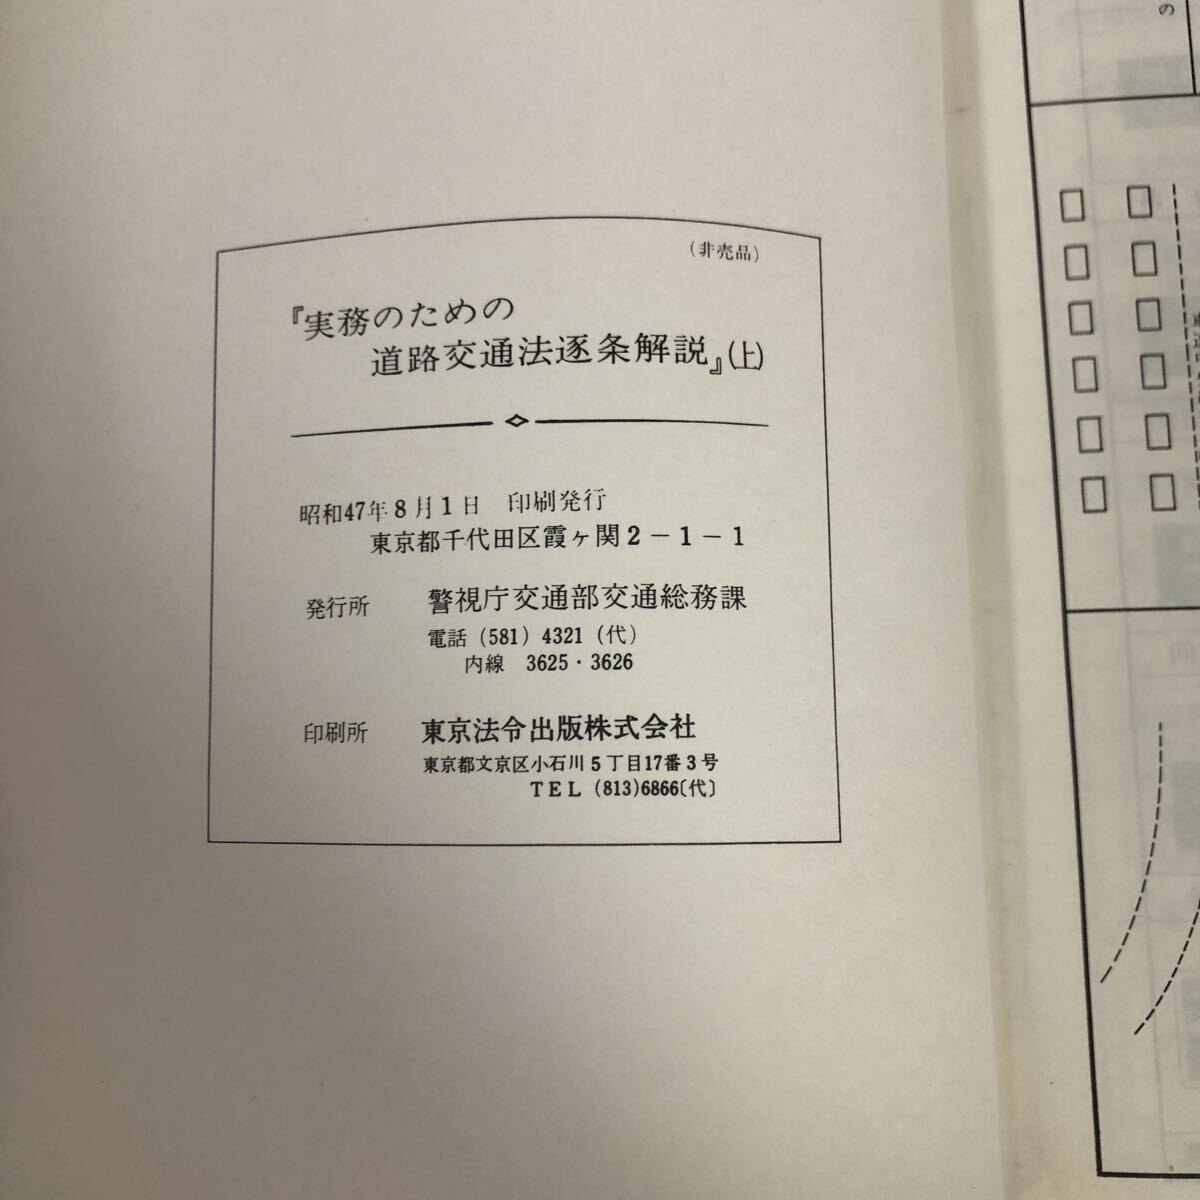 (非売品)
『実務のための
道路交通法逐条解説』(上)
昭和47年8月1日 印刷発行
東京都千代田区霞ヶ関2-1-1
発行所 警視庁交通部交通総務課
電話(581)4321(代)
内線 3625・3626
印刷所 東京法令出版株式会社
東京都文京区小石川5丁目17番3号
TEL (813)6866〔代〕
の